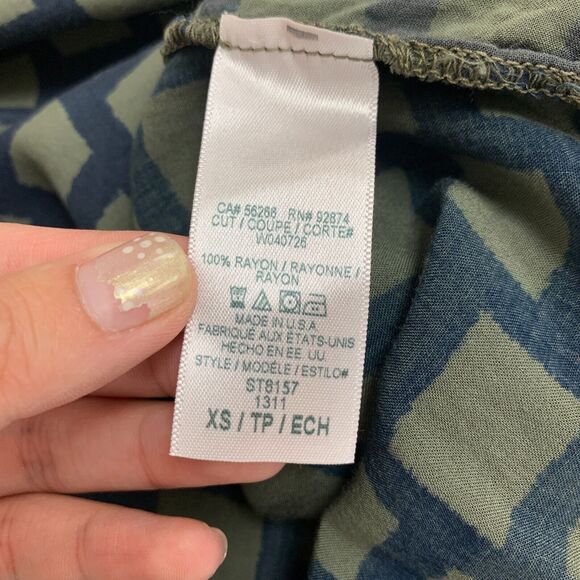 CA# 56266 RN# 92874
CUT / COUPE / CORTE#
W040726
100% RAYON / RAYONNE /
RAYON
MADE IN U.S.A
FABRIQUE AUX ÉTATS-UNIS
HECHO EN EE. UU
STYLE / MODÈLE / ESTILO#
ST8157
1311
XS / TP / ECH